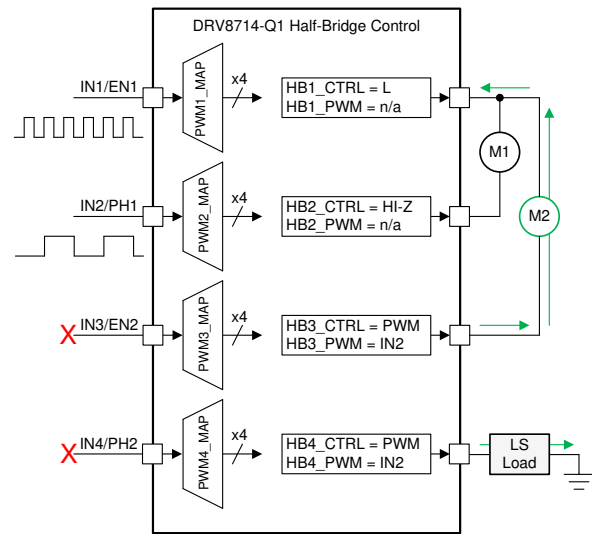 DRV8714-Q1 Half-Bridge Control
IN1/EN1
PWM1_MAP
x4
HB1_CTRL = L
HB1_PWM = n/a
M1
IN2/PH1
PWM2_MAP
x4
HB2_CTRL = HI-Z
HB2_PWM = n/a
M2
X IN3/EN2
PWM3_MAP
x4
HB3_CTRL = PWM
HB3_PWM = IN2
X IN4/PH2
PWM4_MAP
x4
HB4_CTRL = PWM
HB4_PWM = IN2
LS
Load